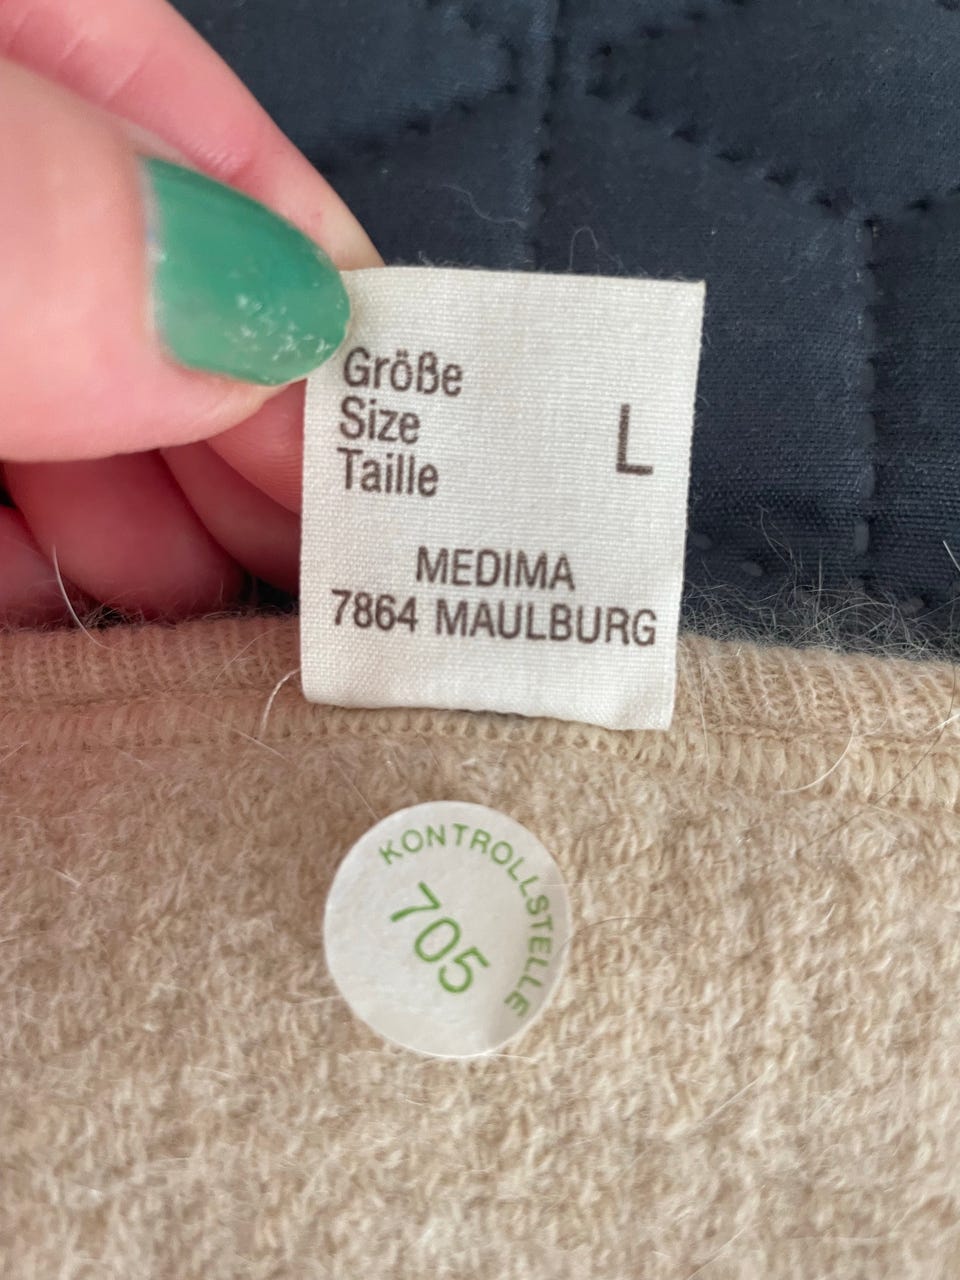 Größe
Size
Taille
L
MEDIMA
7864 MAULBURG
KONTROLLSTELLE
705